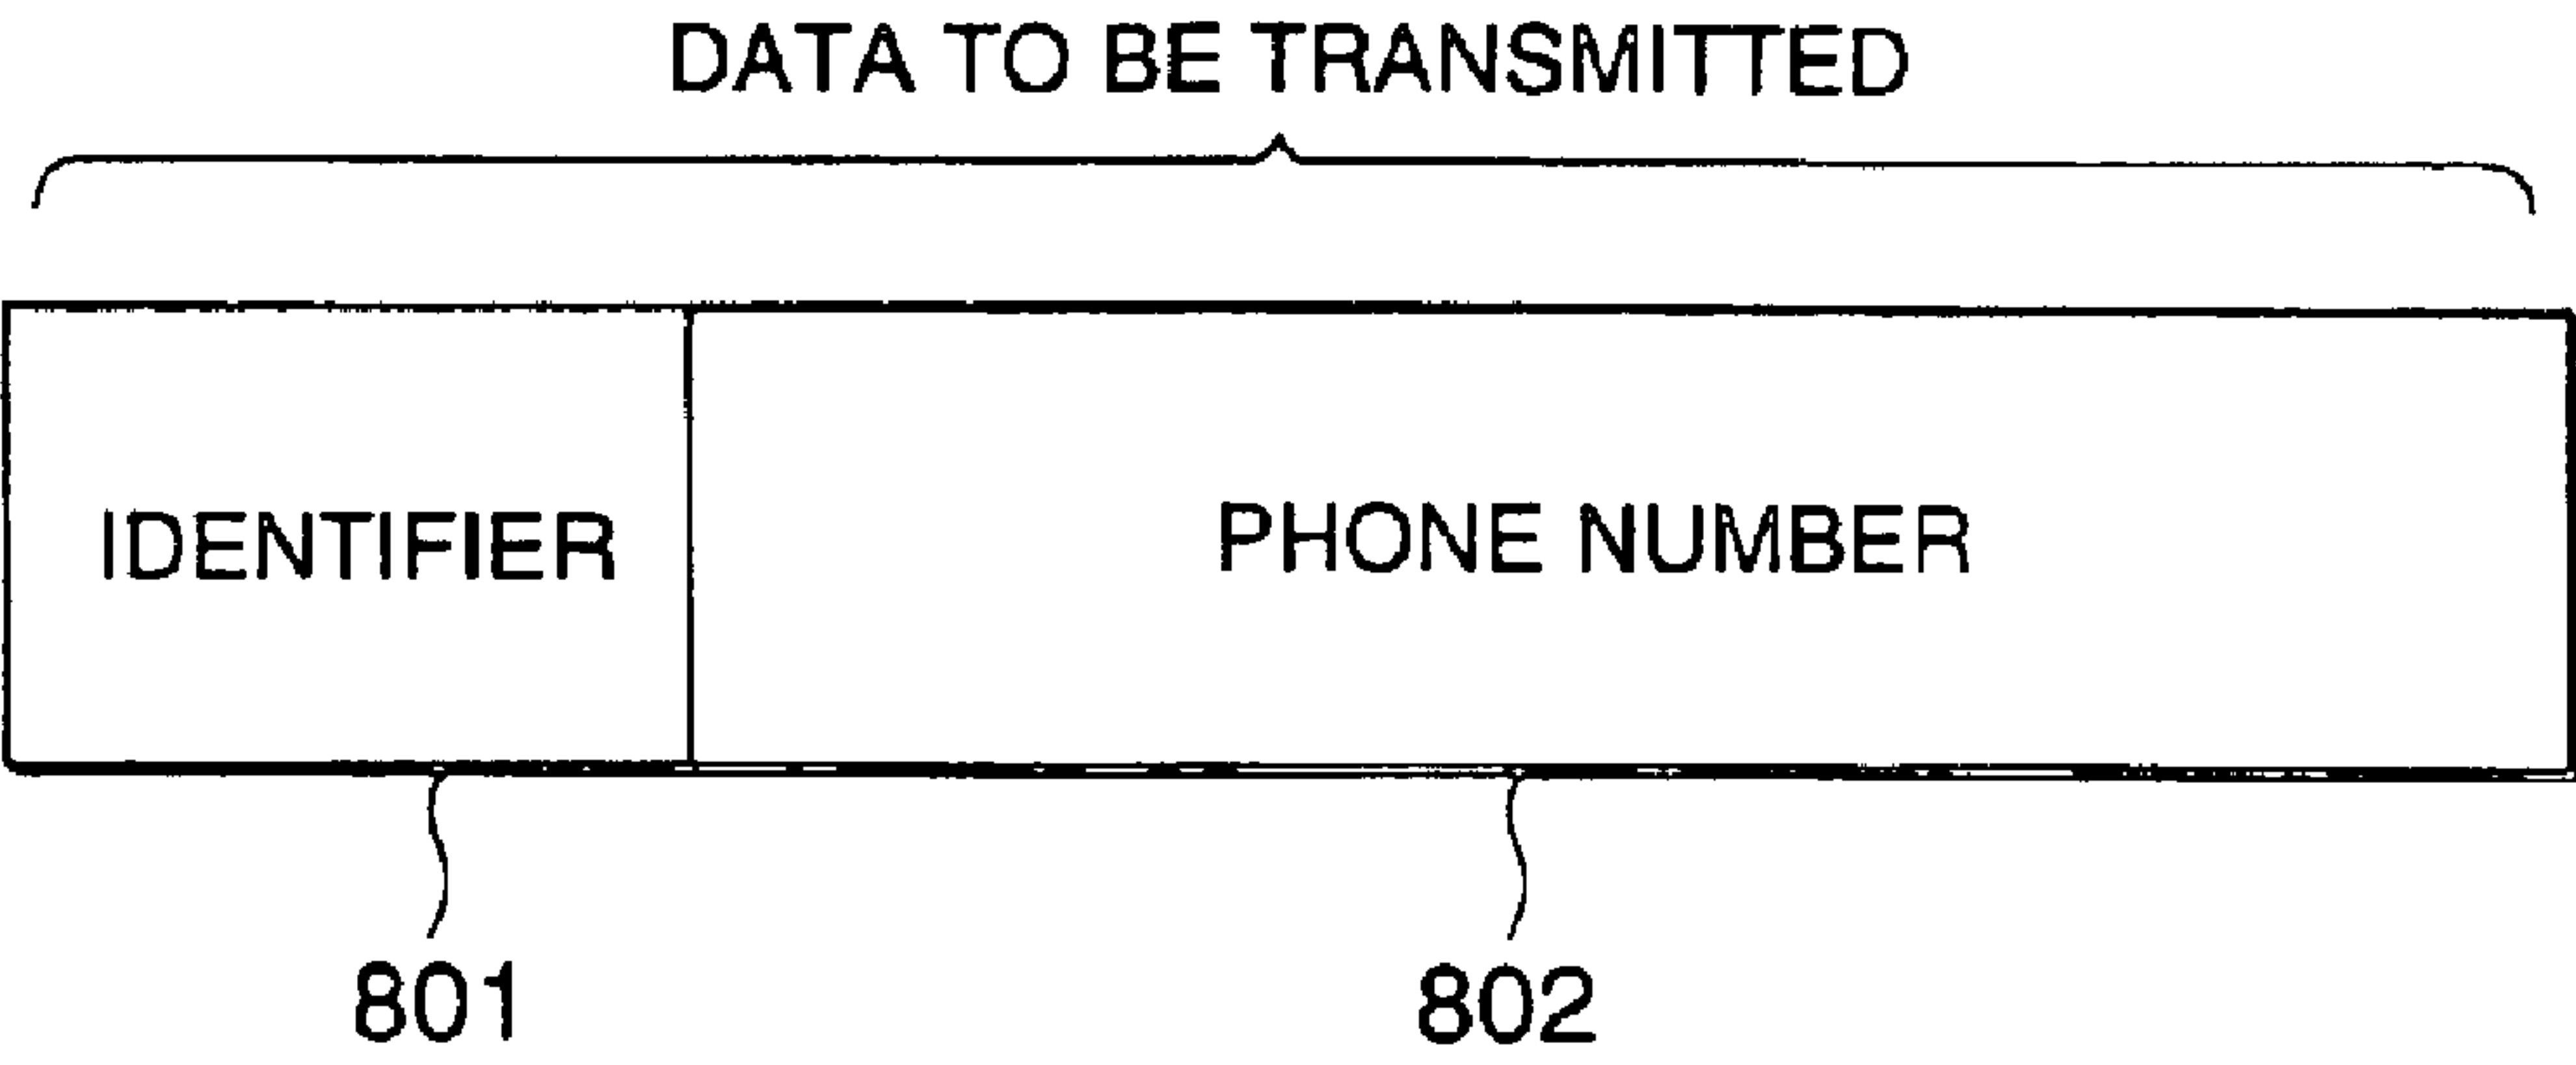 DATA TO BE TRANSMITTED
IDENTIFIER PHONE NUMBER
801 802